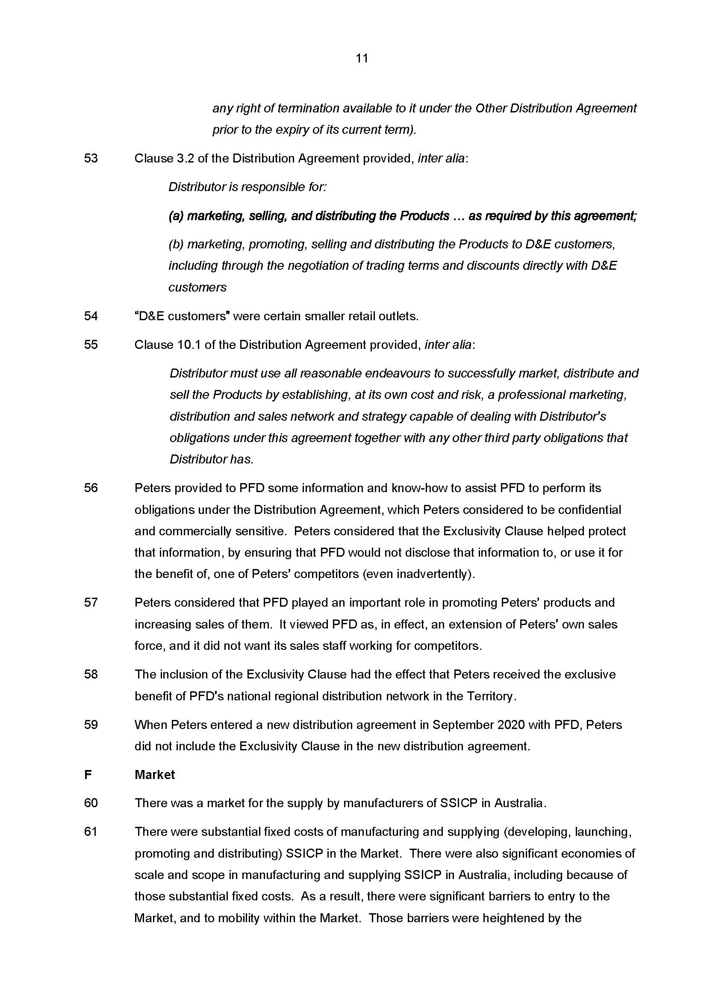 11
any right of termination available to it under the Other Distribution Agreement
prior to the expiry of its current term).
53 Clause 3.2 of the Distribution Agreement provided, inter alia:
Distributor is responsible for:
(a) marketing, selling, and distributing the Products … as required by this agreement;
(b) marketing, promoting, selling and distributing the Products to D&E customers,
including through the negotiation of trading terms and discounts directly with D&E
customers
54 “D&E customers” were certain smaller retail outlets.
55 Clause 10.1 of the Distribution Agreement provided, inter alia:
Distributor must use all reasonable endeavours to successfully market, distribute and
sell the Products by establishing, at its own cost and risk, a professional marketing,
distribution and sales network and strategy capable of dealing with Distributor’s
obligations under this agreement together with any other third party obligations that
Distributor has.
56 Peters provided to PFD some information and know-how to assist PFD to perform its
obligations under the Distribution Agreement, which Peters considered to be confidential
and commercially sensitive. Peters considered that the Exclusivity Clause helped protect
that information, by ensuring that PFD would not disclose that information to, or use it for
the benefit of, one of Peters’ competitors (even inadvertently).
57 Peters considered that PFD played an important role in promoting Peters’ products and
increasing sales of them. It viewed PFD as, in effect, an extension of Peters’ own sales
force, and it did not want its sales staff working for competitors.
58 The inclusion of the Exclusivity Clause had the effect that Peters received the exclusive
benefit of PFD’s national regional distribution network in the Territory.
59 When Peters entered a new distribution agreement in September 2020 with PFD, Peters
did not include the Exclusivity Clause in the new distribution agreement.
F Market
60 There was a market for the supply by manufacturers of SSICP in Australia.
61 There were substantial fixed costs of manufacturing and supplying (developing, launching,
promoting and distributing) SSICP in the Market. There were also significant economies of
scale and scope in manufacturing and supplying SSICP in Australia, including because of
those substantial fixed costs. As a result, there were significant barriers to entry to the
Market, and to mobility within the Market. Those barriers were heightened by the